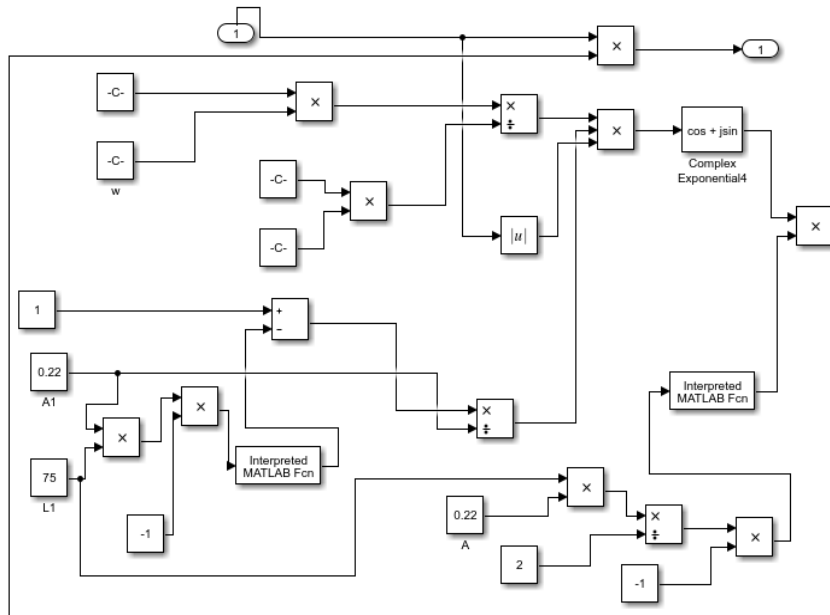 1
×
1
-C-
×
×
÷
×
cos + jsin
Complex
Exponential4
-C-
w
-C-
×
-C-
|u|
×
1
+
−
0.22
A1
×
×
×
÷
Interpreted
MATLAB Fcn
Interpreted
MATLAB Fcn
75
L1
-1
×
0.22
A
×
÷
×
2
-1